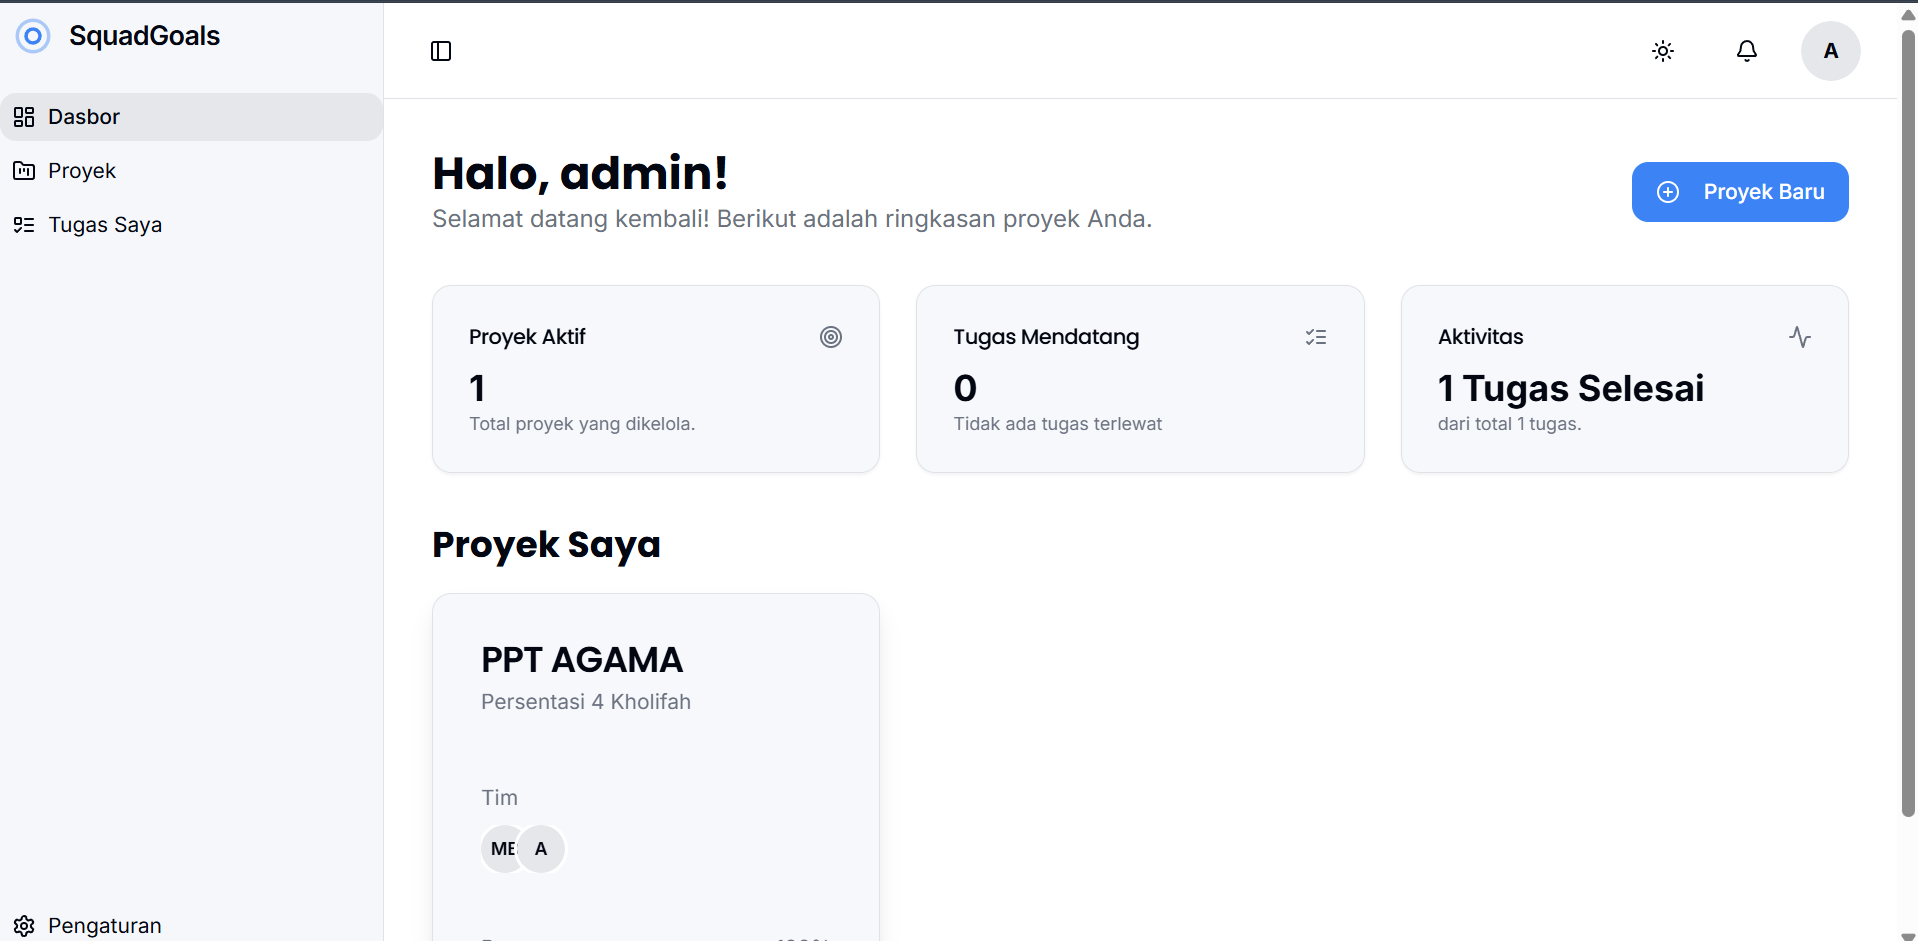 SquadGoals
Dasbor
Proyek
Tugas Saya
Pengaturan
A
Halo, admin!
Selamat datang kembali! Berikut adalah ringkasan proyek Anda.
Proyek Baru
Proyek Aktif
1
Total proyek yang dikelola.
Tugas Mendatang
0
Tidak ada tugas terlewat
Aktivitas
1 Tugas Selesai
dari total 1 tugas.
Proyek Saya
PPT AGAMA
Persentasi 4 Kholifah
Tim
ME A